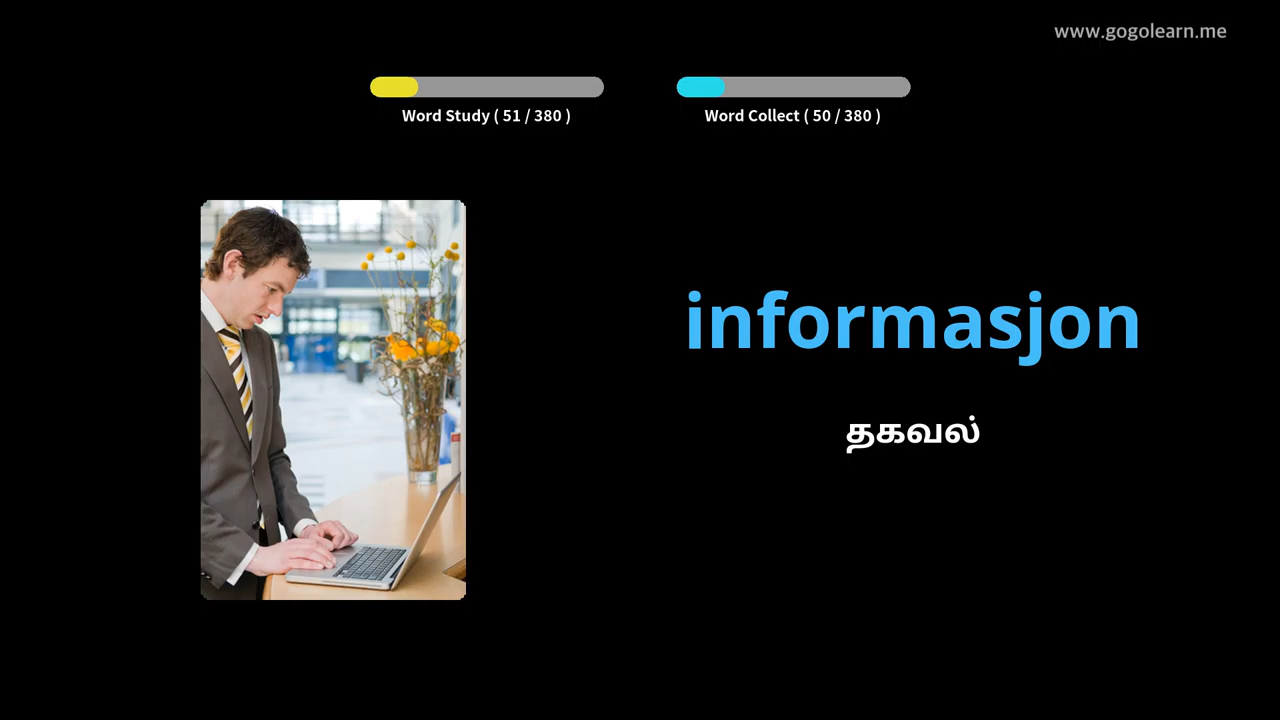 www.gogolearn.me
Word Study ( 51 / 380 )
Word Collect ( 50 / 380 )
informasjon
தகவல்